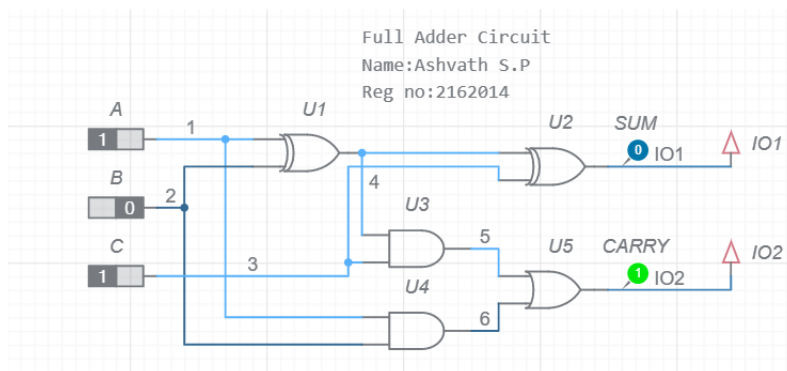 Full Adder Circuit
Name:Ashvath S.P
Reg no:2162014
A
1
1
U1
U2
SUM
0
IO1
IO1
B
0
2
4
U3
C
1
3
5
U5
CARRY
1
IO2
IO2
U4
6